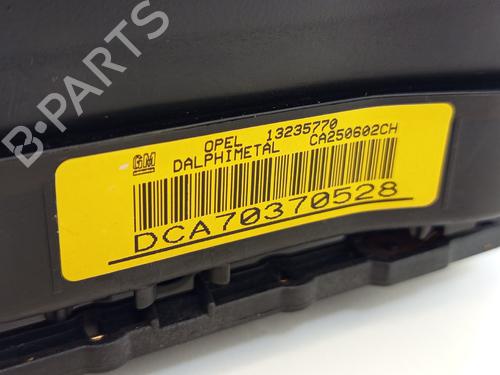 GM OPEL 13235770
DALPHIMETAL CA250602CH
DCA70370528
B-PARTS